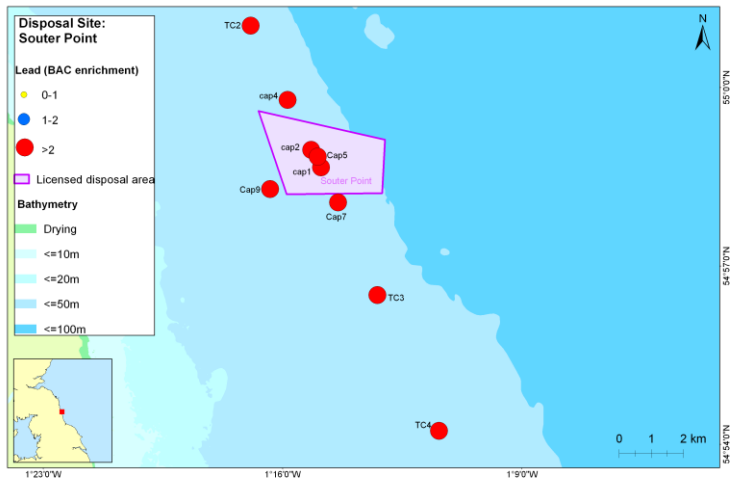 Disposal Site:
Souter Point
Lead (BAC enrichment)
0-1
1-2
>2
Licensed disposal area
Bathymetry
Drying
<=10m
<=20m
<=50m
<=100m
TC2
cap4
cap2
Cap5
cap1
Souter Point
Cap9
Cap7
TC3
TC4
N
55°0'0"N
54°57'0"N
54°54'0"N
0 1 2 km
1°23'0"W 1°16'0"W 1°9'0"W